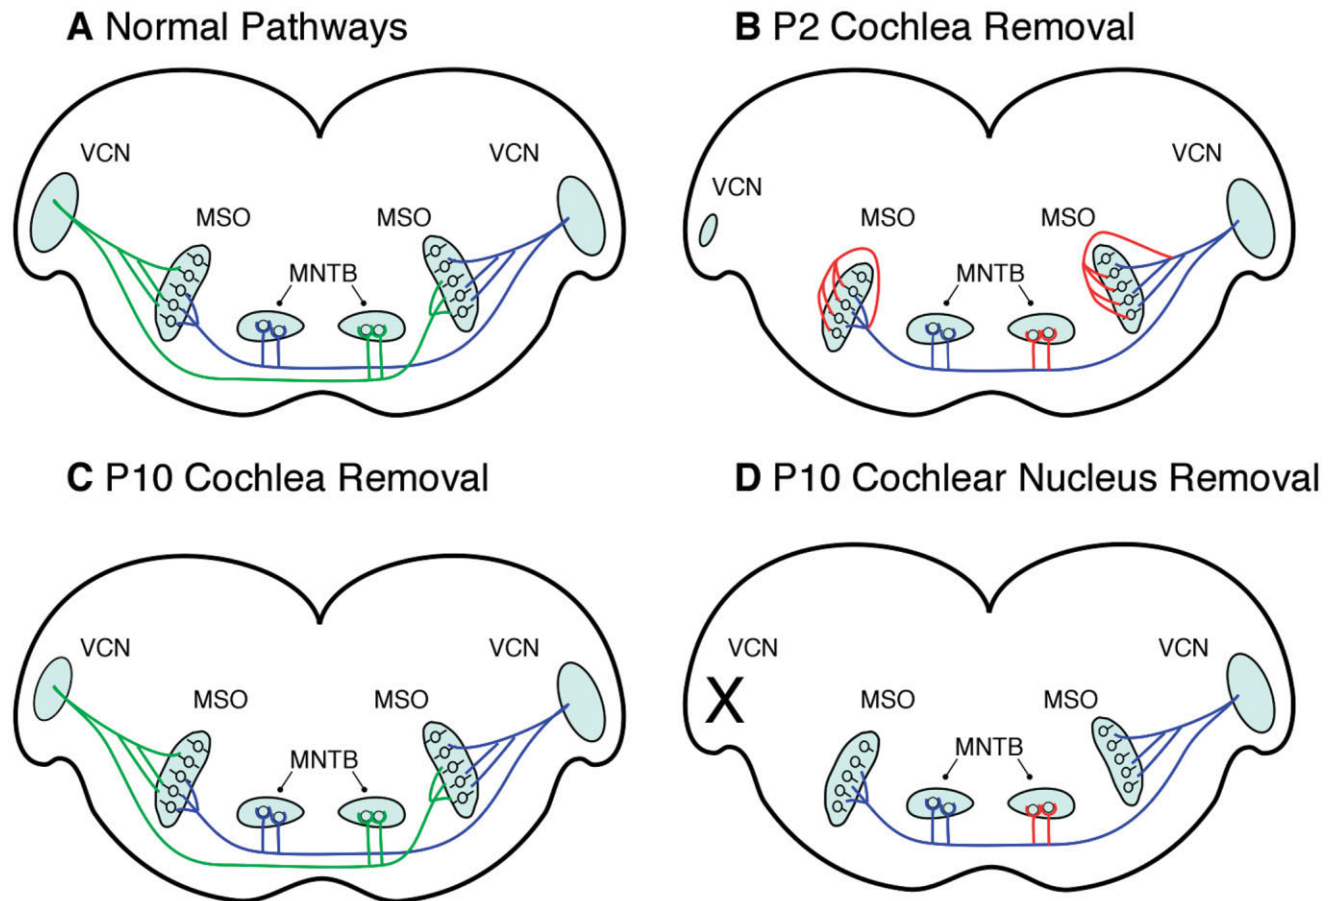 A Normal Pathways
VCN
VCN
MSO
MSO
MNTB
B P2 Cochlea Removal
VCN
VCN
MSO
MSO
MNTB
C P10 Cochlea Removal
VCN
VCN
MSO
MSO
MNTB
D P10 Cochlear Nucleus Removal
VCN
VCN
X
MSO
MSO
MNTB